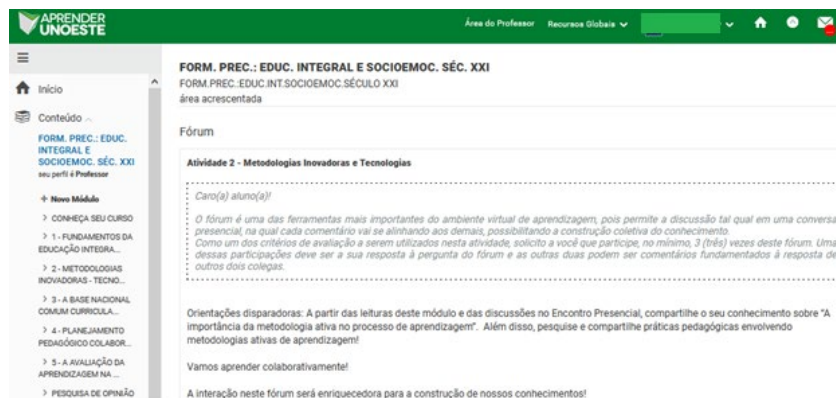 APRENDER
UNOESTE
Área do Professor Recursos Globais
Início
Conteúdo
FORM. PREC.: EDUC.
INTEGRAL E
SOCIOEMOC. SÉC. XXI
seu perfil é Professor
+ Novo Módulo
> CONHEÇA SEU CURSO
> 1 - FUNDAMENTOS DA
EDUCAÇÃO INTEGRA...
> 2 - METODOLOGIAS
INOVADORAS - TECNO...
> 3 - A BASE NACIONAL
COMUM CURRICULA...
> 4 - PLANEJAMENTO
PEDAGÓGICO COLABOR...
> 5 - A AVALIAÇÃO DA
APRENDIZAGEM NA ...
> PESQUISA DE OPINIÃO
FORM. PREC.: EDUC. INTEGRAL E SOCIOEMOC. SÉC. XXI
FORM.PREC.:EDUC.INT.SOCIOEMOC.SÉCULO XXI
área acrescentada
Fórum
Atividade 2 - Metodologias Inovadoras e Tecnologias
Caro(a) aluno(a)!
O fórum é uma das ferramentas mais importantes do ambiente virtual de aprendizagem, pois permite a discussão tal qual em uma conversa
presencial, na qual cada comentário vai se alinhando aos demais, possibilitando a construção coletiva do conhecimento.
Como um dos critérios de avaliação a serem utilizados nesta atividade, solicito a você que participe, no mínimo, 3 (três) vezes deste fórum. Uma
dessas participações deve ser a sua resposta à pergunta do fórum e as outras duas podem ser comentários fundamentados à resposta de
outros dois colegas.
Orientações disparadoras: A partir das leituras deste módulo e das discussões no Encontro Presencial, compartilhe o seu conhecimento sobre "A
importância da metodologia ativa no processo de aprendizagem". Além disso, pesquise e compartilhe práticas pedagógicas envolvendo
metodologias ativas de aprendizagem!
Vamos aprender colaborativamente!
A interação neste fórum será enriquecedora para a construção de nossos conhecimentos!